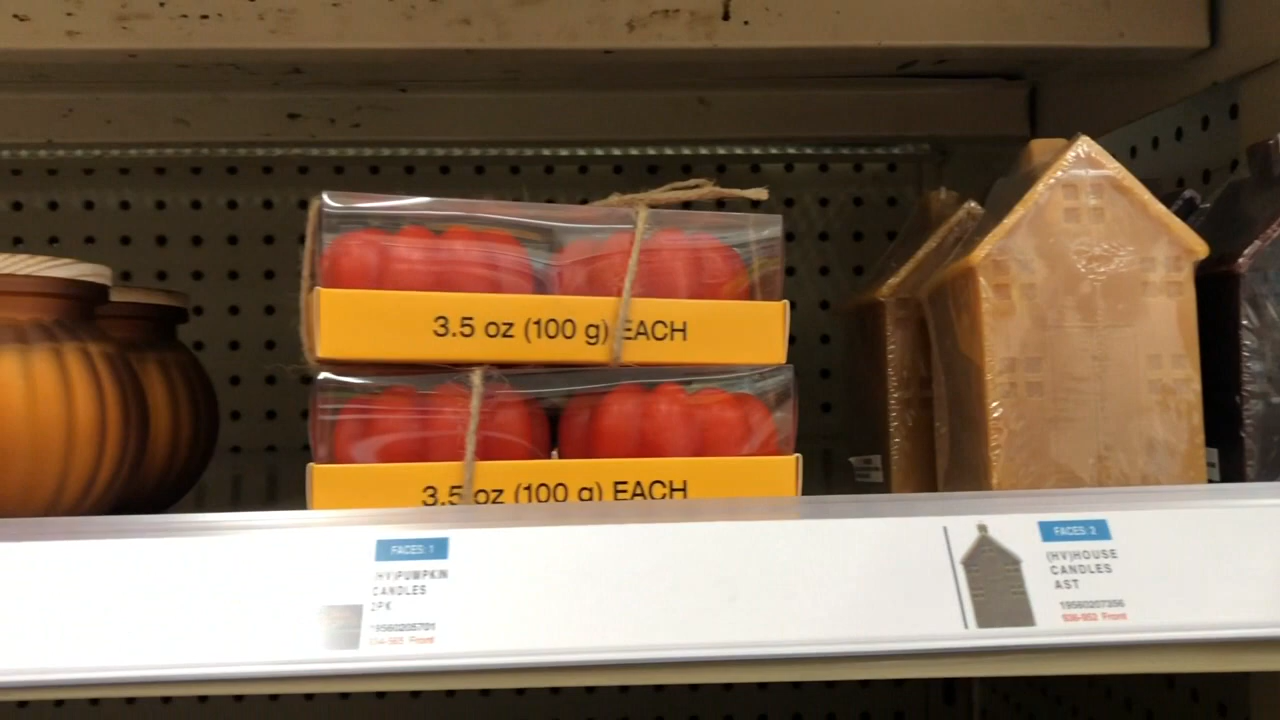 3.5 oz (100 g) EACH
3.5 oz (100 g) EACH
FACES: 1
(HV)PUMPKIN
CANDLES
2PK
FACES: 2
(HV)HOUSE
CANDLES
AST
19560207356